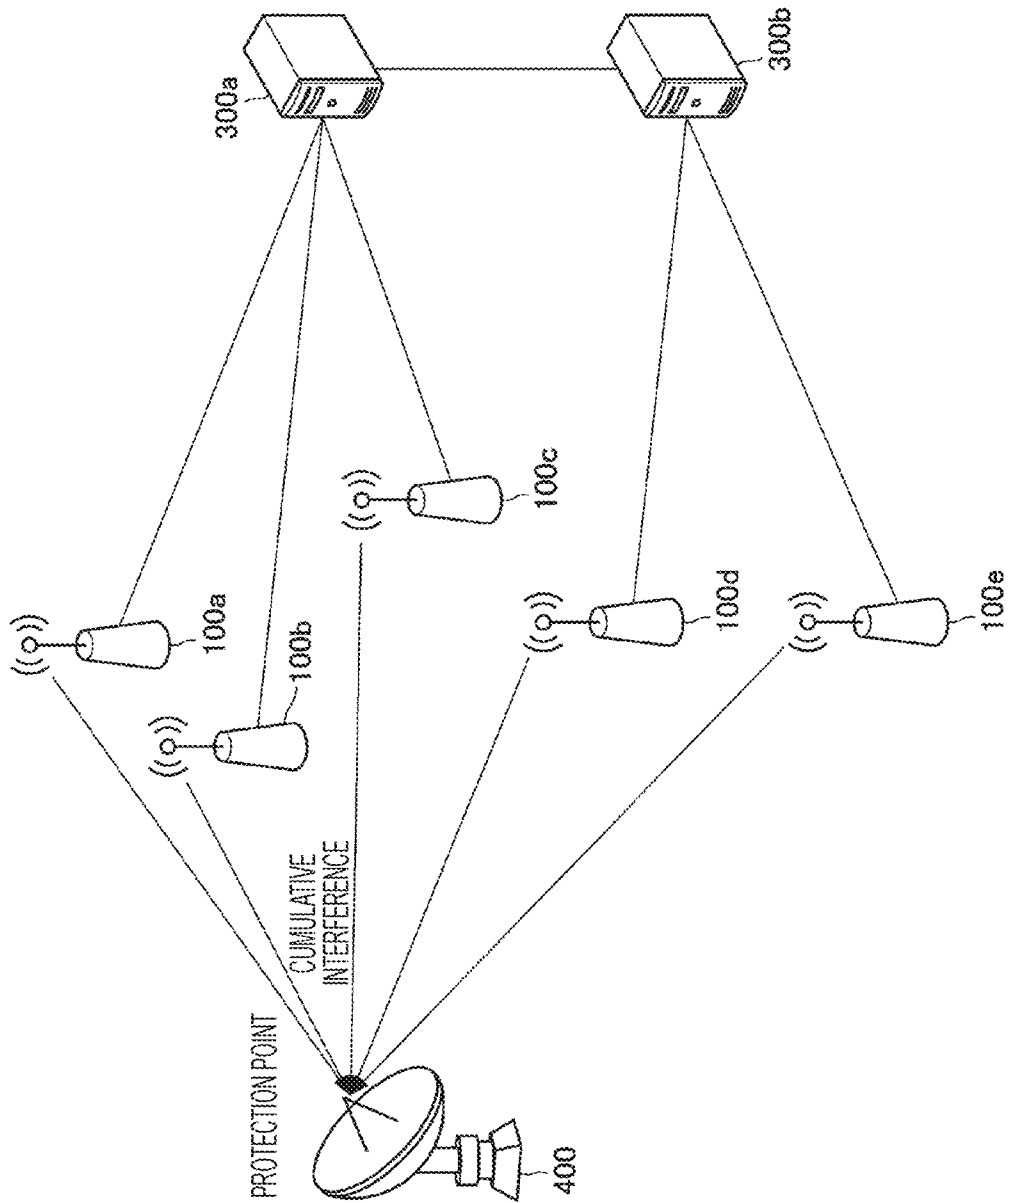 300a
300b
100a
100b
100c
100d
100e
CUMULATIVE
INTERFERENCE
PROTECTION POINT
400